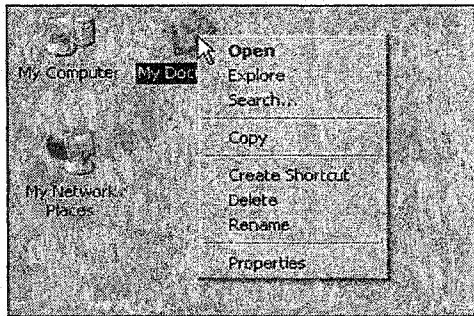 My Computer
My Doc
My Network
Places
Open
Explore
Search...
Copy
Create Shortcut
Delete
Rename
Properties